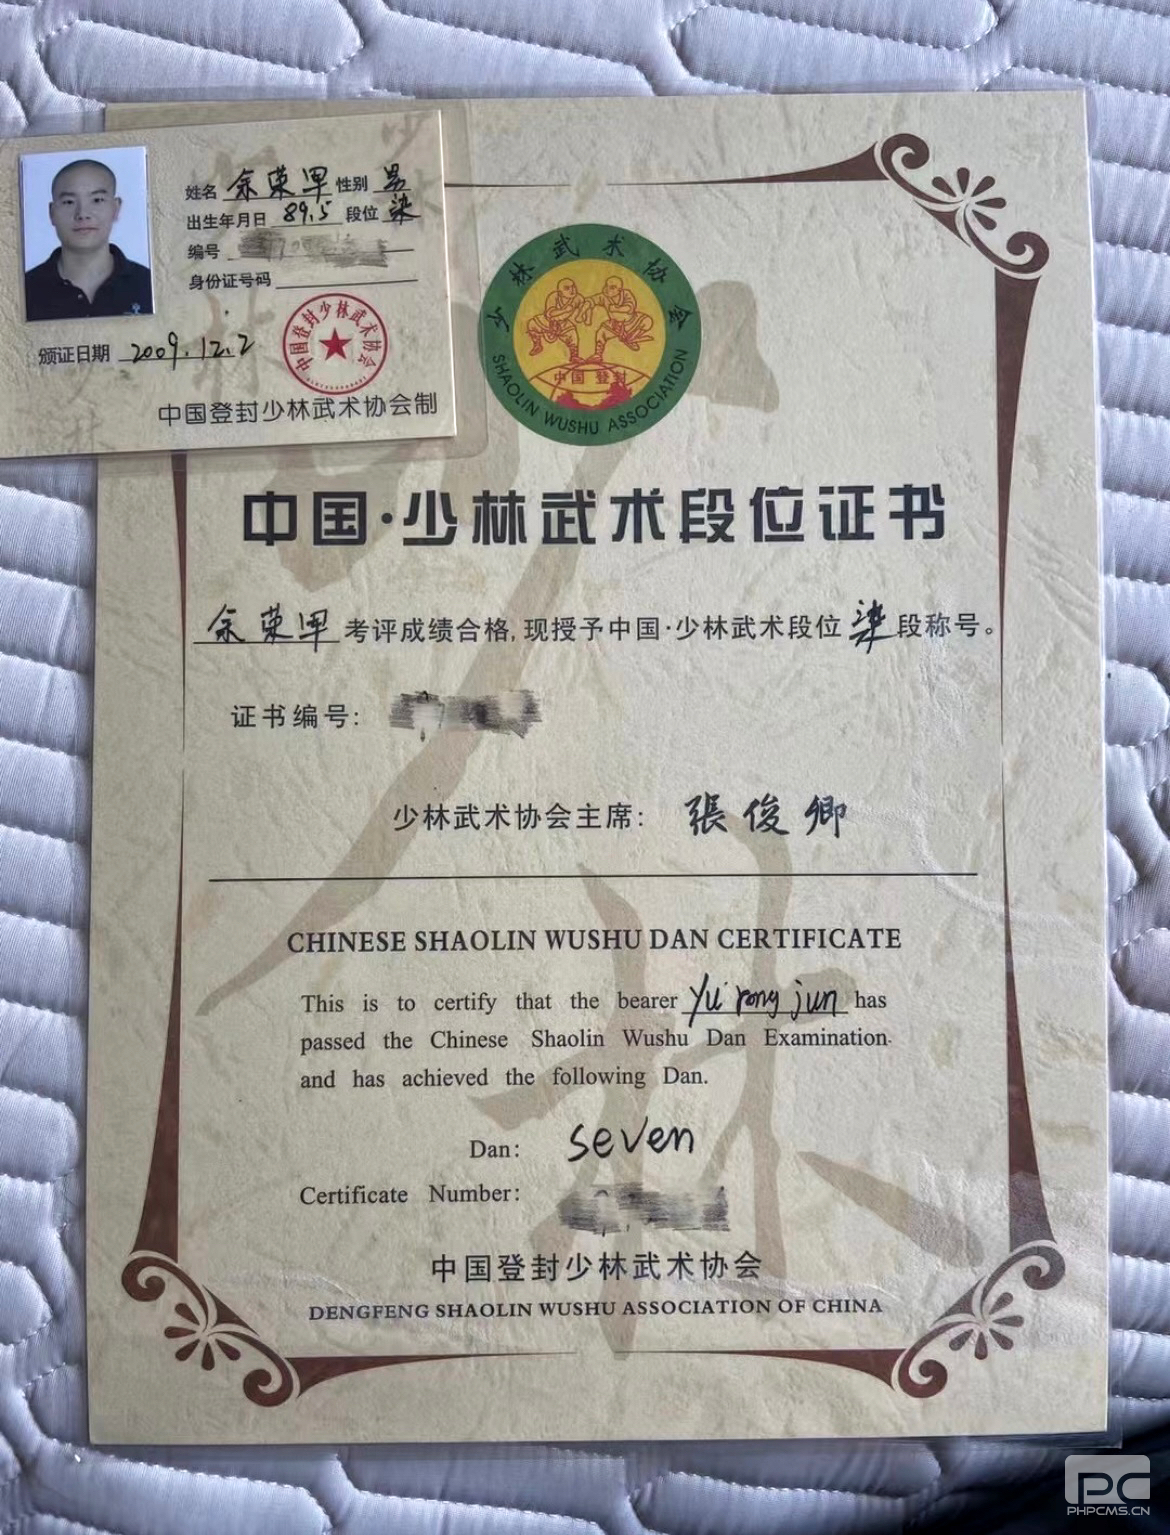 姓名 余荣军 性别 男
出生年月日 89.5 段位 柒
编号
身份证号码
颁证日期 2009.12.2
中国登封少林武术协会
中国登封少林武术协会制
少林武术协会
中国登封
SHAOLIN WUSHU ASSOCIATION
中国·少林武术段位证书
余荣军考评成绩合格,现授予中国·少林武术段位柒段称号。
证书编号:
少林武术协会主席: 張俊卿
CHINESE SHAOLIN WUSHU DAN CERTIFICATE
This is to certify that the bearer Yu rong jun has
passed the Chinese Shaolin Wushu Dan Examination
and has achieved the following Dan.
Dan: seven
Certificate Number:
中国登封少林武术协会
DENGFENG SHAOLIN WUSHU ASSOCIATION OF CHINA
少林
PC
PHPCMS.CN